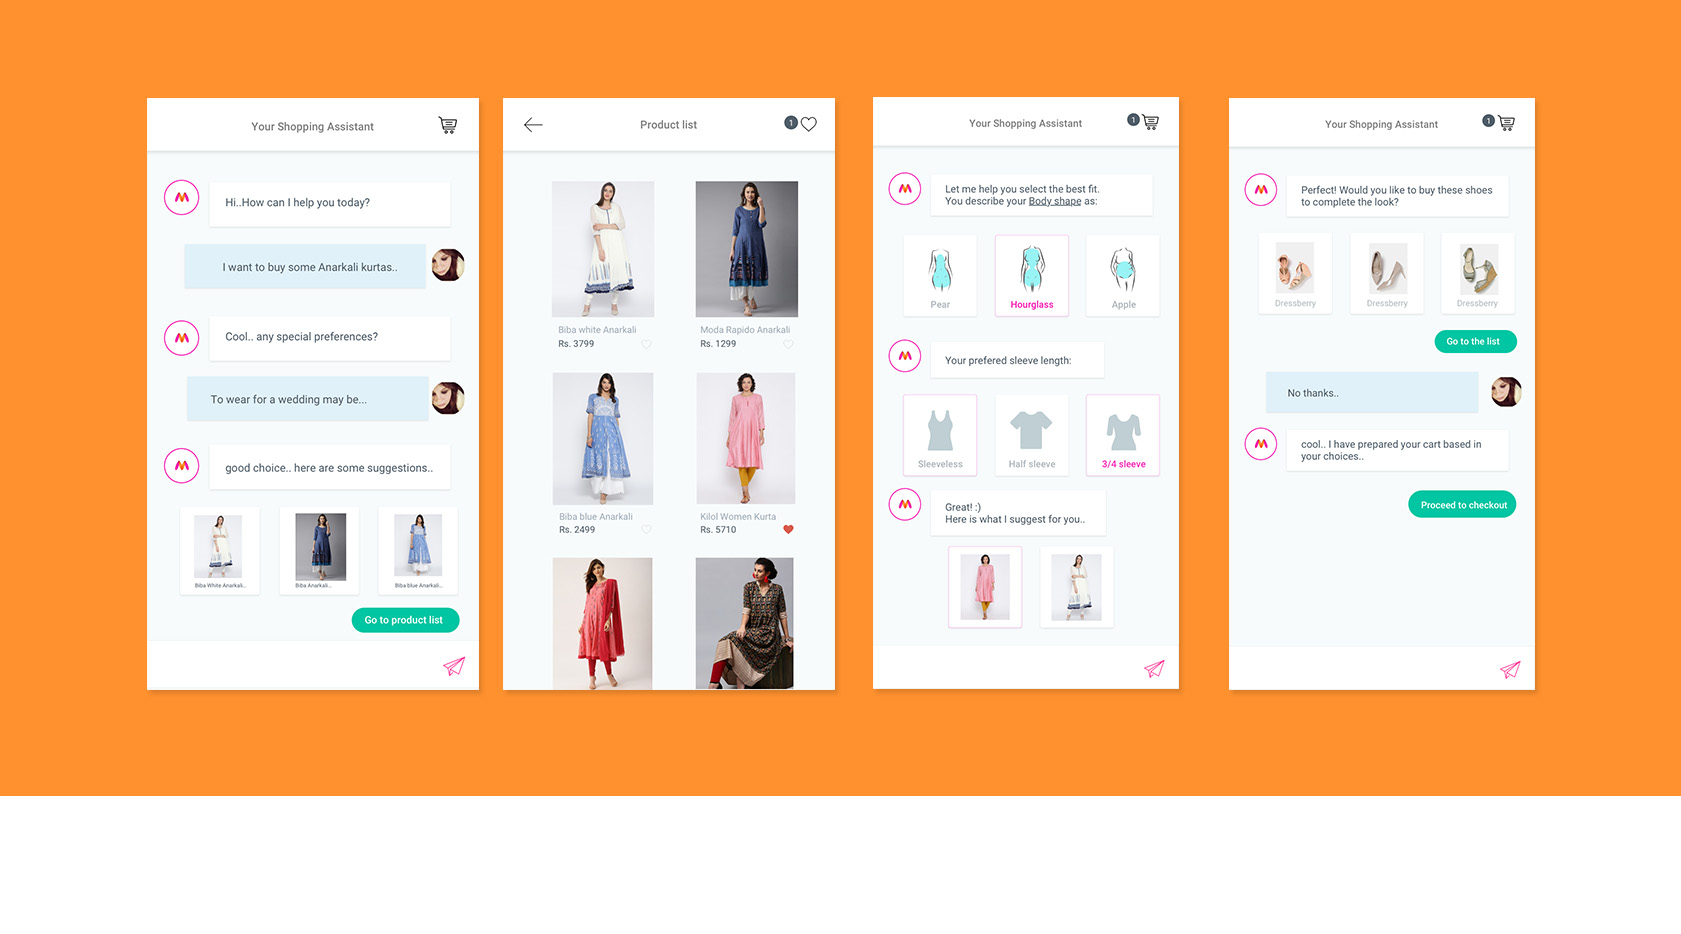 Your Shopping Assistant
Hi..How can I help you today?
I want to buy some Anarkali kurtas..
Cool.. any special preferences?
To wear for a wedding may be...
good choice.. here are some suggestions..
Biba White Anarkali...
Biba Anarkali...
Biba blue Anarkali...
Go to product list
Product list
1
Biba white Anarkali
Rs. 3799
Moda Rapido Anarkali
Rs. 1299
Biba blue Anarkali
Rs. 2499
Kilol Women Kurta
Rs. 5710
Your Shopping Assistant
1
Let me help you select the best fit.
You describe your Body shape as:
Pear
Hourglass
Apple
Your prefered sleeve length:
Sleeveless
Half sleeve
3/4 sleeve
Great! :)
Here is what I suggest for you..
Your Shopping Assistant
1
Perfect! Would you like to buy these shoes
to complete the look?
Dressberry
Dressberry
Dressberry
Go to the list
No thanks..
cool.. I have prepared your cart based in
your choices..
Proceed to checkout